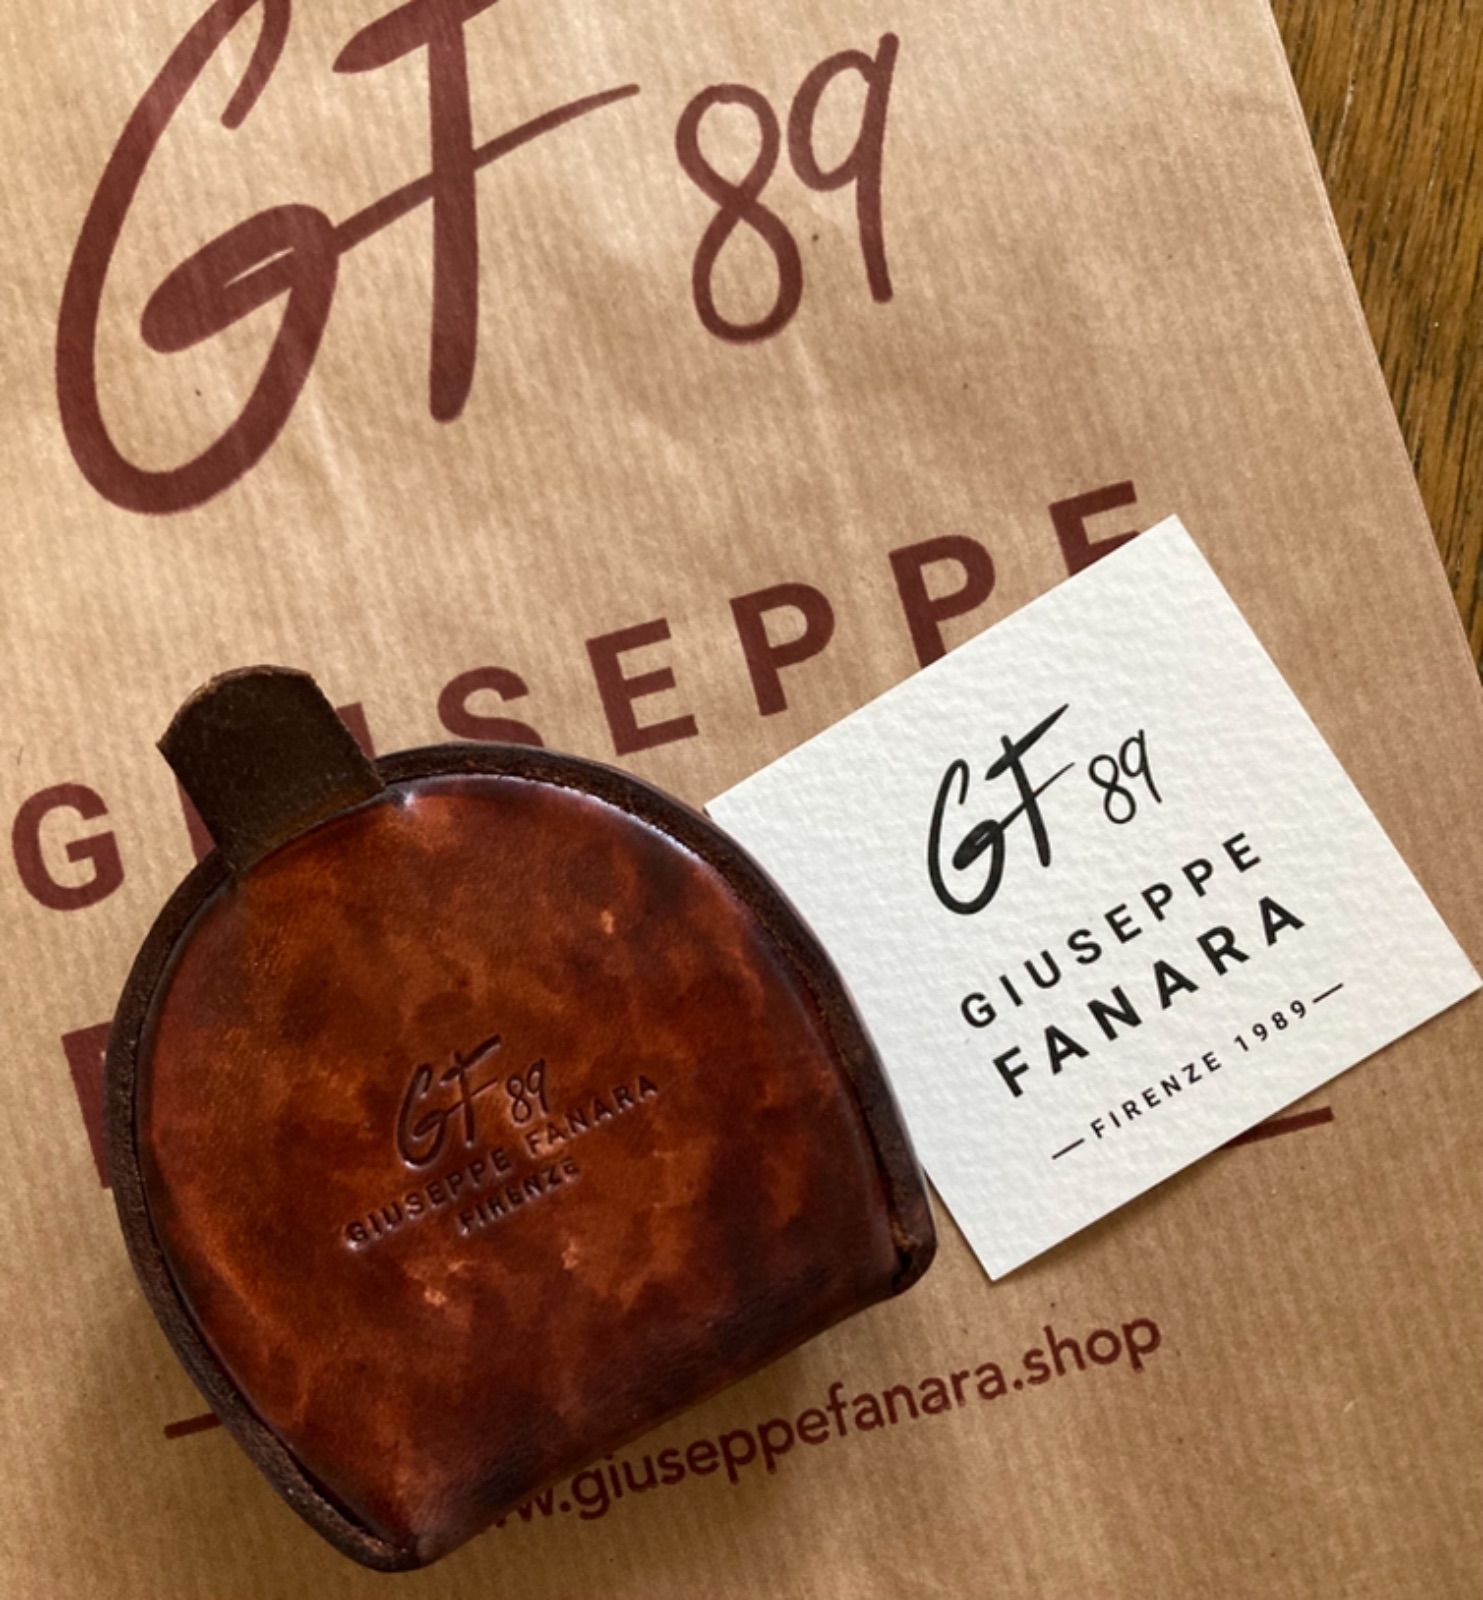 GF 89
GIUSEPPE
www.giuseppefanara.shop
GF 89
GIUSEPPE FANARA
FIRENZE
GF 89
GIUSEPPE
FANARA
—FIRENZE 1989—